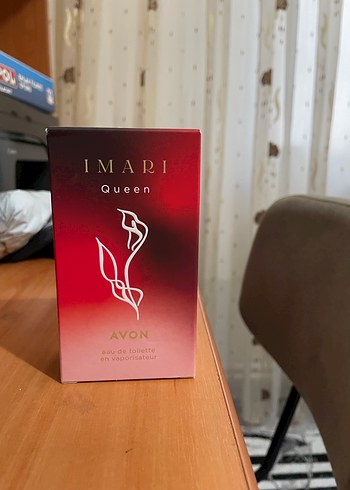 IMARI
Queen
AVON
eau de toilette
en vaporisateur